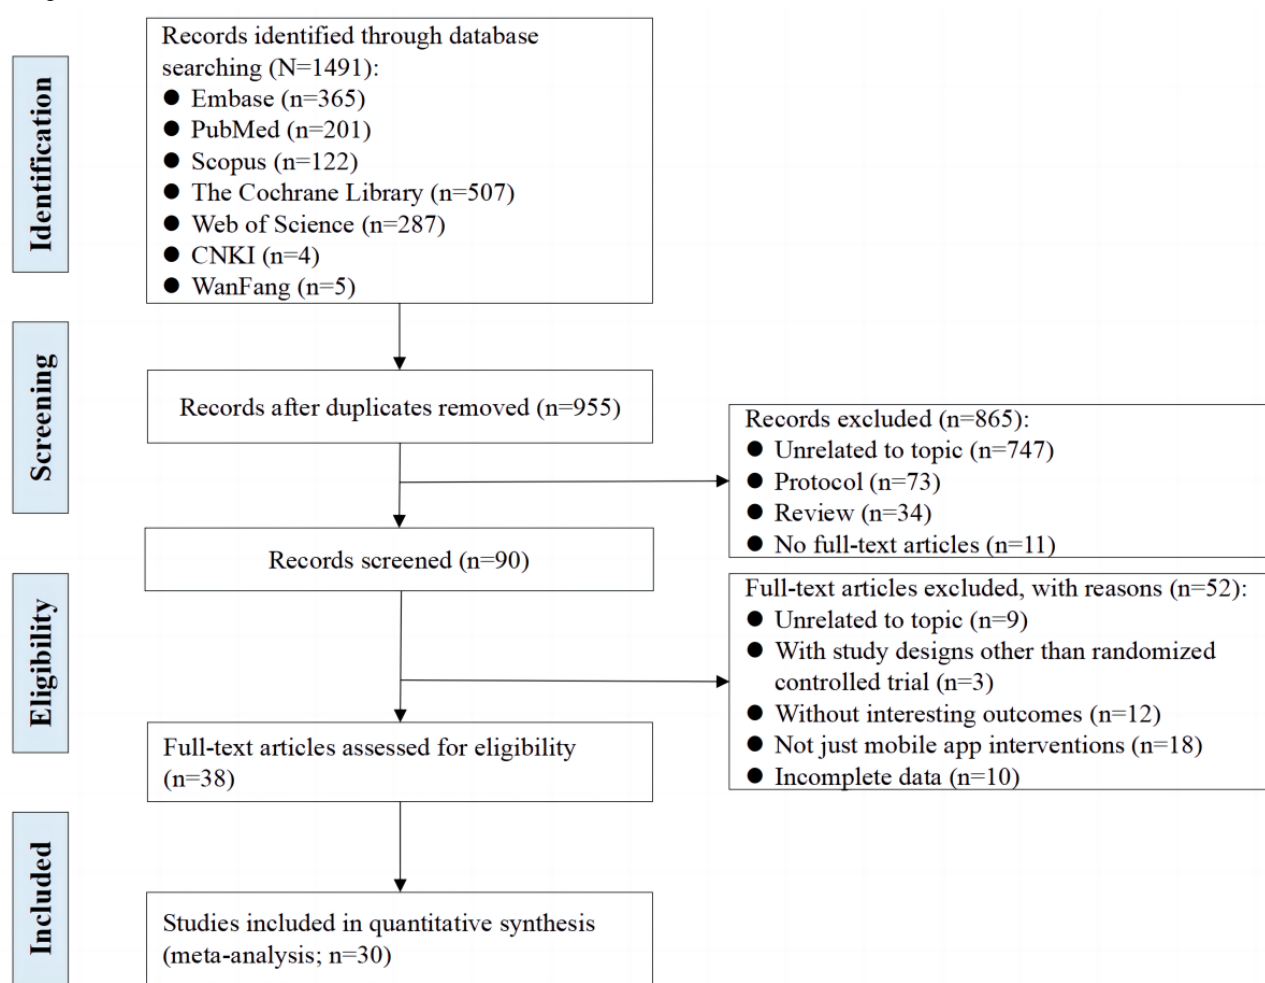 Identification
Records identified through database
searching (N=1491):
● Embase (n=365)
● PubMed (n=201)
● Scopus (n=122)
● The Cochrane Library (n=507)
● Web of Science (n=287)
● CNKI (n=4)
● WanFang (n=5)
Screening
Records after duplicates removed (n=955)
Records excluded (n=865):
● Unrelated to topic (n=747)
● Protocol (n=73)
● Review (n=34)
● No full-text articles (n=11)
Records screened (n=90)
Eligibility
Full-text articles excluded, with reasons (n=52):
● Unrelated to topic (n=9)
● With study designs other than randomized
controlled trial (n=3)
● Without interesting outcomes (n=12)
● Not just mobile app interventions (n=18)
● Incomplete data (n=10)
Full-text articles assessed for eligibility
(n=38)
Included
Studies included in quantitative synthesis
(meta-analysis; n=30)